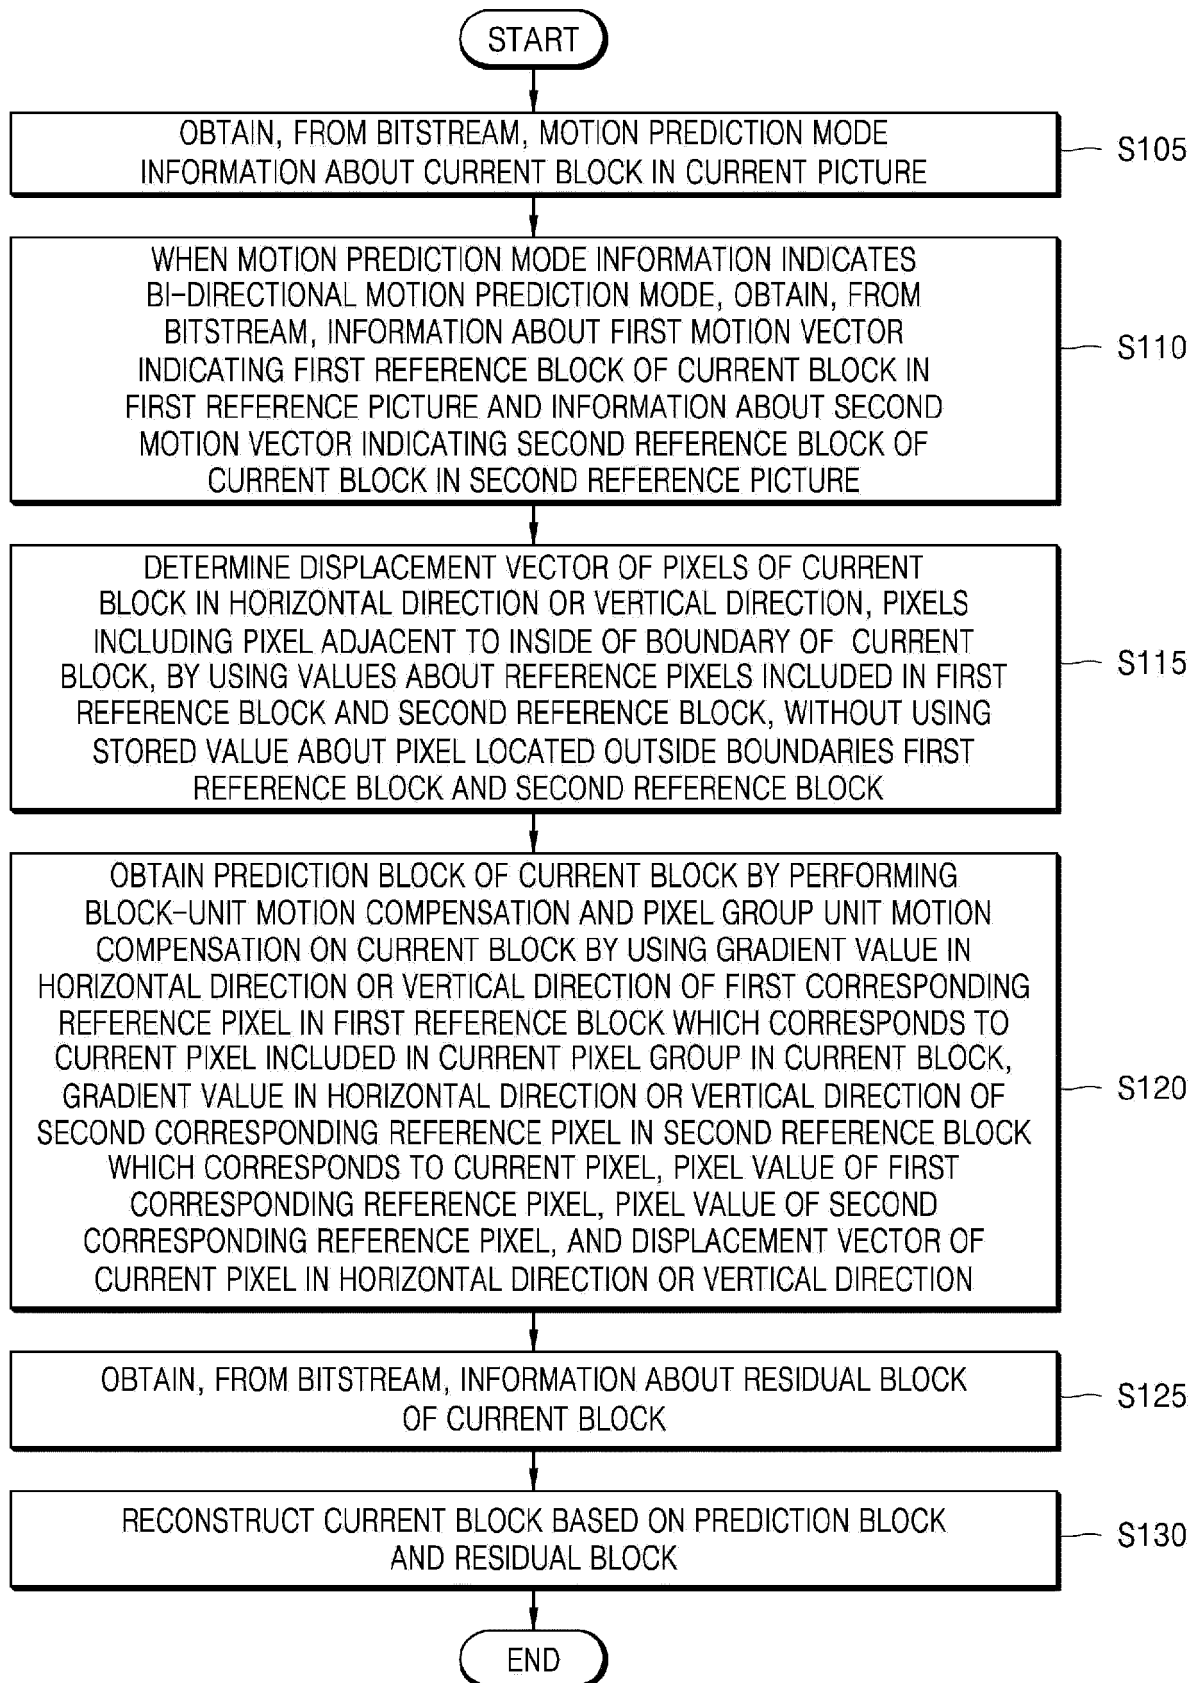 START
OBTAIN, FROM BITSTREAM, MOTION PREDICTION MODE
INFORMATION ABOUT CURRENT BLOCK IN CURRENT PICTURE
S105
WHEN MOTION PREDICTION MODE INFORMATION INDICATES
BI-DIRECTIONAL MOTION PREDICTION MODE, OBTAIN, FROM
BITSTREAM, INFORMATION ABOUT FIRST MOTION VECTOR
INDICATING FIRST REFERENCE BLOCK OF CURRENT BLOCK IN
FIRST REFERENCE PICTURE AND INFORMATION ABOUT SECOND
MOTION VECTOR INDICATING SECOND REFERENCE BLOCK OF
CURRENT BLOCK IN SECOND REFERENCE PICTURE
S110
DETERMINE DISPLACEMENT VECTOR OF PIXELS OF CURRENT
BLOCK IN HORIZONTAL DIRECTION OR VERTICAL DIRECTION, PIXELS
INCLUDING PIXEL ADJACENT TO INSIDE OF BOUNDARY OF CURRENT
BLOCK, BY USING VALUES ABOUT REFERENCE PIXELS INCLUDED IN FIRST
REFERENCE BLOCK AND SECOND REFERENCE BLOCK, WITHOUT USING
STORED VALUE ABOUT PIXEL LOCATED OUTSIDE BOUNDARIES FIRST
REFERENCE BLOCK AND SECOND REFERENCE BLOCK
S115
OBTAIN PREDICTION BLOCK OF CURRENT BLOCK BY PERFORMING
BLOCK-UNIT MOTION COMPENSATION AND PIXEL GROUP UNIT MOTION
COMPENSATION ON CURRENT BLOCK BY USING GRADIENT VALUE IN
HORIZONTAL DIRECTION OR VERTICAL DIRECTION OF FIRST CORRESPONDING
REFERENCE PIXEL IN FIRST REFERENCE BLOCK WHICH CORRESPONDS TO
CURRENT PIXEL INCLUDED IN CURRENT PIXEL GROUP IN CURRENT BLOCK,
GRADIENT VALUE IN HORIZONTAL DIRECTION OR VERTICAL DIRECTION OF
SECOND CORRESPONDING REFERENCE PIXEL IN SECOND REFERENCE BLOCK
WHICH CORRESPONDS TO CURRENT PIXEL, PIXEL VALUE OF FIRST
CORRESPONDING REFERENCE PIXEL, PIXEL VALUE OF SECOND
CORRESPONDING REFERENCE PIXEL, AND DISPLACEMENT VECTOR OF
CURRENT PIXEL IN HORIZONTAL DIRECTION OR VERTICAL DIRECTION
S120
OBTAIN, FROM BITSTREAM, INFORMATION ABOUT RESIDUAL BLOCK
OF CURRENT BLOCK
S125
RECONSTRUCT CURRENT BLOCK BASED ON PREDICTION BLOCK
AND RESIDUAL BLOCK
S130
END